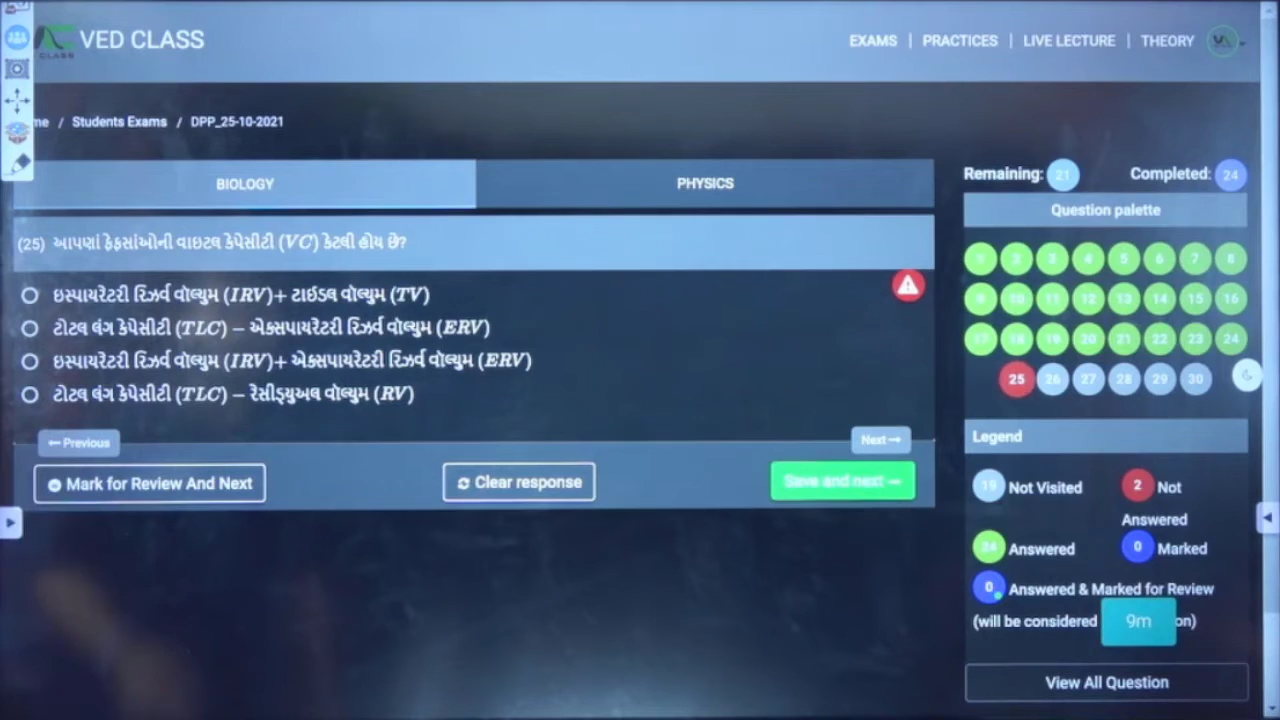 CLASS
VED CLASS
EXAMS | PRACTICES | LIVE LECTURE | THEORY
me / Students Exams / DPP_25-10-2021
BIOLOGY
PHYSICS
(25) આપણાં ફેફસાંઓની વાઇટલ કેપેસીટી (VC) કેટલી હોય છે?
ઇસ્પાયરેટરી રિઝર્વ વૉલ્યુમ (IRV)+ ટાઈડલ વૉલ્યુમ (TV)
ટોટલ લંગ કેપેસીટી (TLC) − એક્સપાયરેટરી રિઝર્વ વૉલ્યુમ (ERV)
ઇસ્પાયરેટરી રિઝર્વ વૉલ્યુમ (IRV)+ એક્સપાયરેટરી રિઝર્વ વૉલ્યુમ (ERV)
ટોટલ લંગ કેપેસીટી (TLC) − રેસીડ્યુઅલ વૉલ્યુમ (RV)
← Previous
Next →
Mark for Review And Next
Clear response
Save and next →
Remaining: 21 Completed: 24
Question palette
1 2 3 4 5 6 7 8
9 10 11 12 13 14 15 16
17 18 19 20 21 22 23 24
25 26 27 28 29 30
Legend
19 Not Visited
2 Not Answered
24 Answered
0 Marked
0 Answered & Marked for Review
(will be considered on)
9m
View All Question